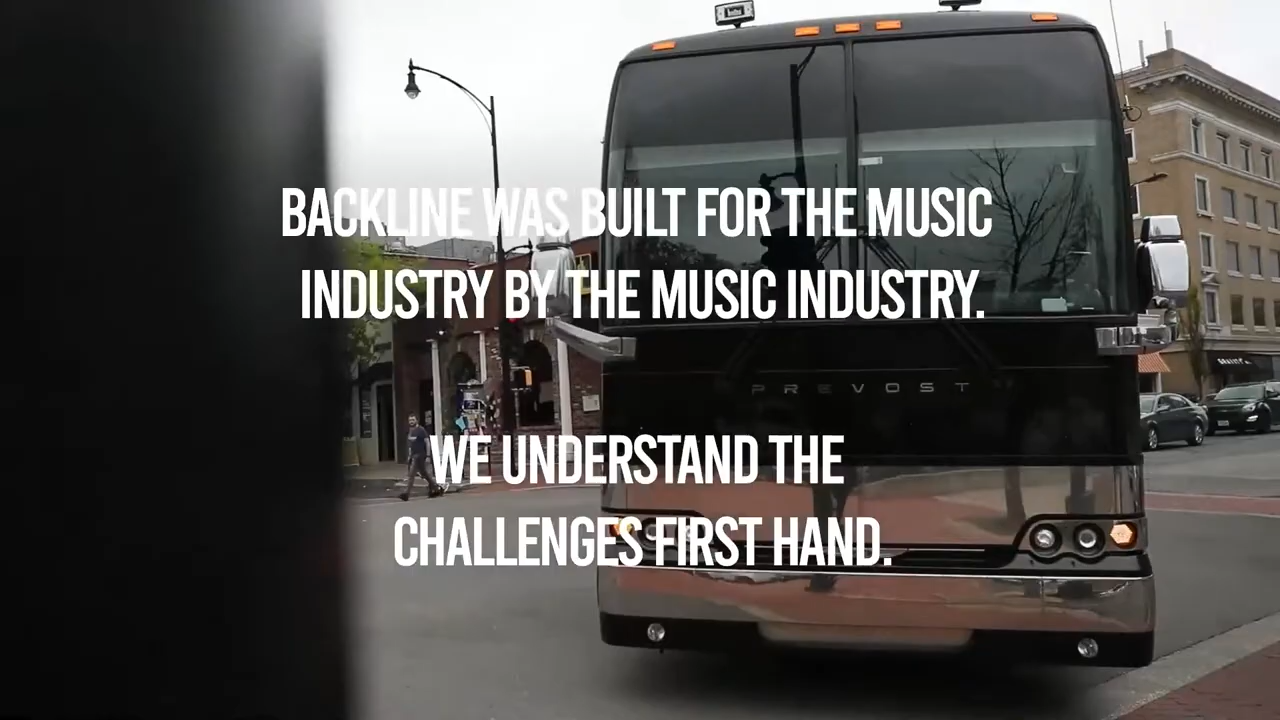 BACKLINE WAS BUILT FOR THE MUSIC
INDUSTRY BY THE MUSIC INDUSTRY.
PREVOST
WE UNDERSTAND THE
CHALLENGES FIRST HAND.